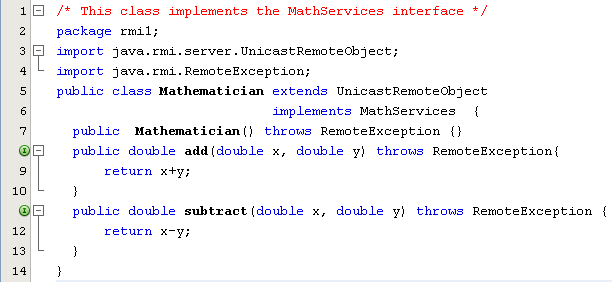 1 /* This class implements the MathServices interface */
2 package rmi1;
3 import java.rmi.server.UnicastRemoteObject;
4 import java.rmi.RemoteException;
5 public class Mathematician extends UnicastRemoteObject
6 implements MathServices {
7 public Mathematician() throws RemoteException {}
public double add(double x, double y) throws RemoteException{
9 return x+y;
10 }
public double subtract(double x, double y) throws RemoteException {
12 return x-y;
13 }
14 }